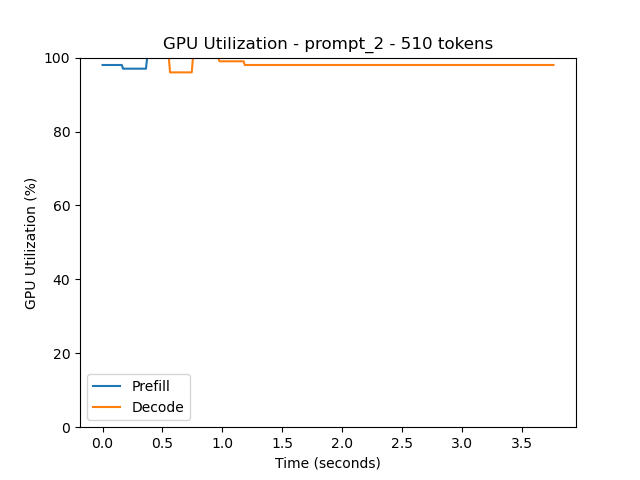 GPU Utilization - prompt_2 - 510 tokens
100
80
60
40
20
0
GPU Utilization (%)
Prefill
Decode
0.0 0.5 1.0 1.5 2.0 2.5 3.0 3.5
Time (seconds)